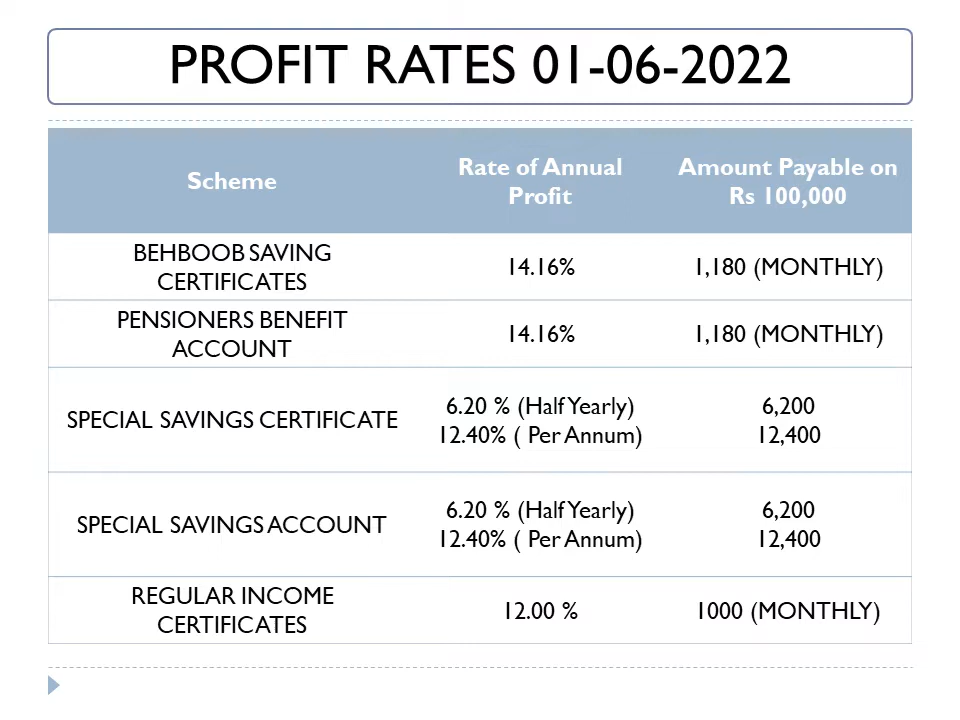 PROFIT RATES 01-06-2022
Scheme
Rate of Annual
Profit
Amount Payable on
Rs 100,000
BEHBOOB SAVING
CERTIFICATES
14.16%
1,180 (MONTHLY)
PENSIONERS BENEFIT
ACCOUNT
14.16%
1,180 (MONTHLY)
SPECIAL SAVINGS CERTIFICATE
6.20 % (Half Yearly)
12.40% ( Per Annum)
6,200
12,400
SPECIAL SAVINGS ACCOUNT
6.20 % (Half Yearly)
12.40% ( Per Annum)
6,200
12,400
REGULAR INCOME
CERTIFICATES
12.00 %
1000 (MONTHLY)